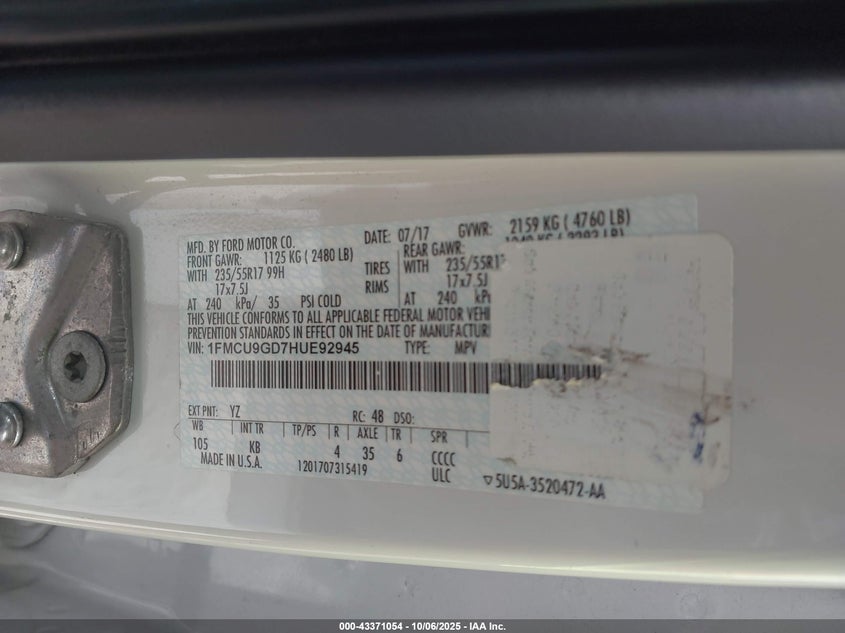 MFD. BY FORD MOTOR CO.
DATE: 07/17 GVWR: 2159 KG ( 4760 LB)
FRONT GAWR: 1125 KG ( 2480 LB) REAR GAWR:
WITH 235/55R17 99H TIRES WITH 235/55R1
17x7.5J RIMS 17x7.5J
AT 240 kPa/ 35 PSI COLD AT 240
THIS VEHICLE CONFORMS TO ALL APPLICABLE FEDERAL MOTOR
PREVENTION STANDARDS IN EFFECT ON THE DATE OF
VIN: 1FMCU9GD7HUE92945 TYPE: MPV
EXT PNT: YZ RC: 48 DSO:
WB INT TR TP/PS R AXLE TR SPR
105 KB 4 35 6 CCCC
MADE IN U.S.A. 1201707315419 ULC
▽5U5A-3520472-AA
000-43371054 - 10/06/2025 - IAA Inc.